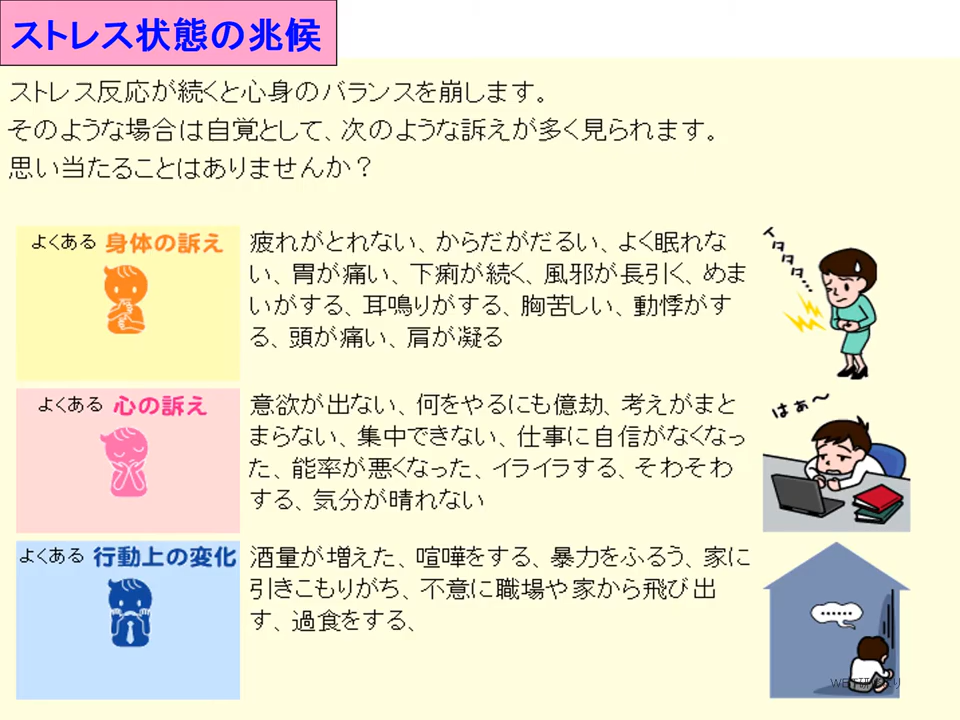 ストレス状態の兆候
ストレス反応が続くと心身のバランスを崩します。
そのような場合は自覚として、次のような訴えが多く見られます。
思い当たることはありませんか？
よくある 身体の訴え
疲れがとれない、からだがだるい、よく眠れな
い、胃が痛い、下痢が続く、風邪が長引く、めま
いがする、耳鳴りがする、胸苦しい、動悸がす
る、頭が痛い、肩が凝る
イタタタ…
よくある 心の訴え
意欲が出ない、何をやるにも億劫、考えがまと
まらない、集中できない、仕事に自信がなくなっ
た、能率が悪くなった、イライラする、そわそわ
する、気分が晴れない
はぁ～
よくある 行動上の変化
酒量が増えた、喧嘩をする、暴力をふるう、家に
引きこもりがち、不意に職場や家から飛び出
す、過食をする、
……